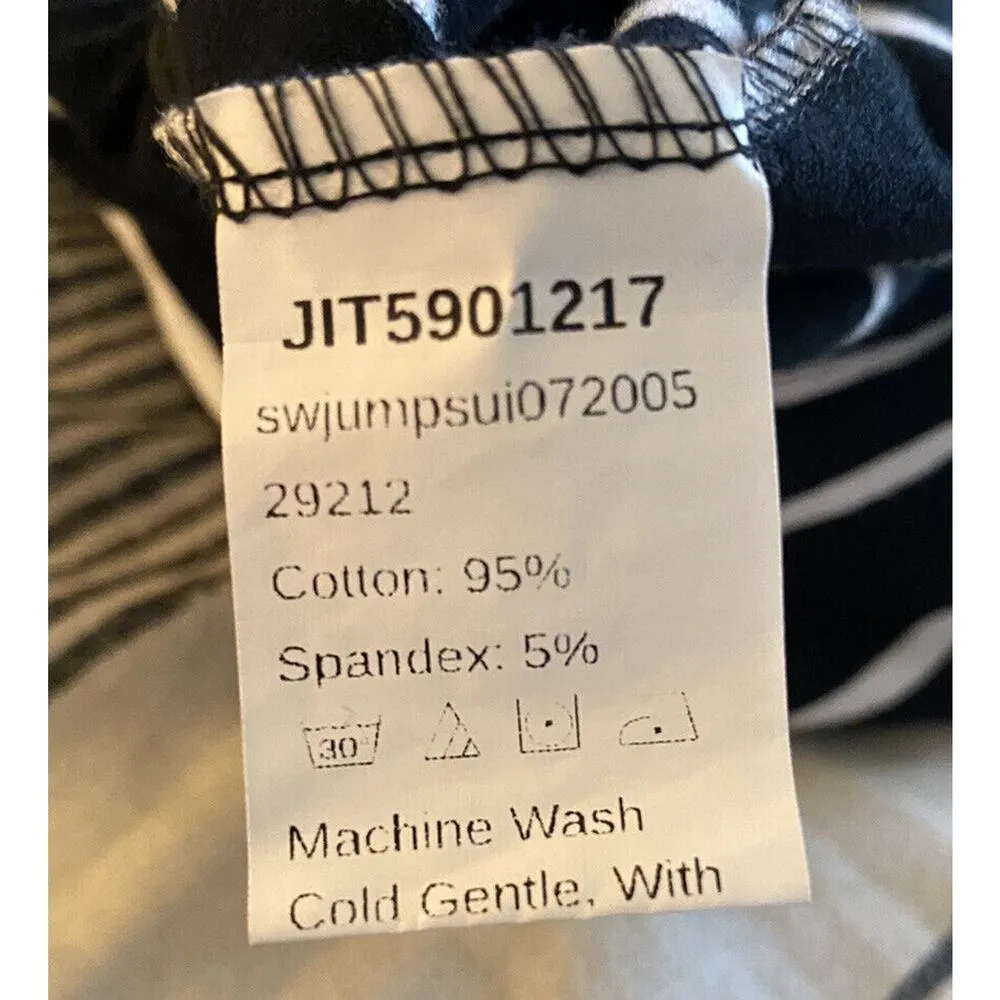 JIT5901217
swjumpsui072005
29212
Cotton: 95%
Spandex: 5%
30°
Machine Wash
Cold Gentle, With